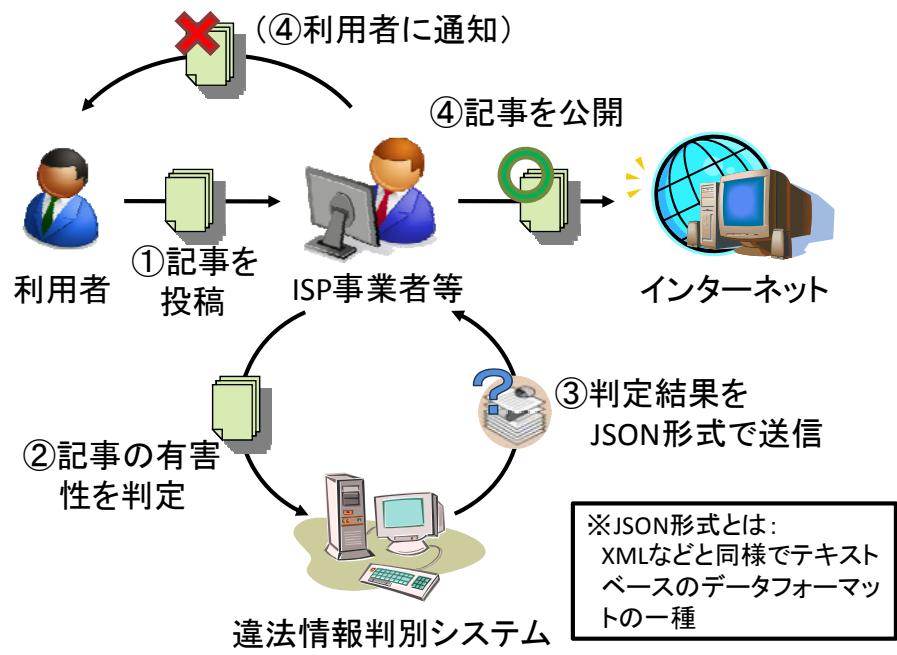 (④利用者に通知)
④記事を公開
①記事を
投稿
利用者
ISP事業者等
インターネット
②記事の有害
性を判定
③判定結果を
JSON形式で送信
違法情報判別システム
※JSON形式とは:
XMLなどと同様でテキスト
ベースのデータフォーマッ
トの一種